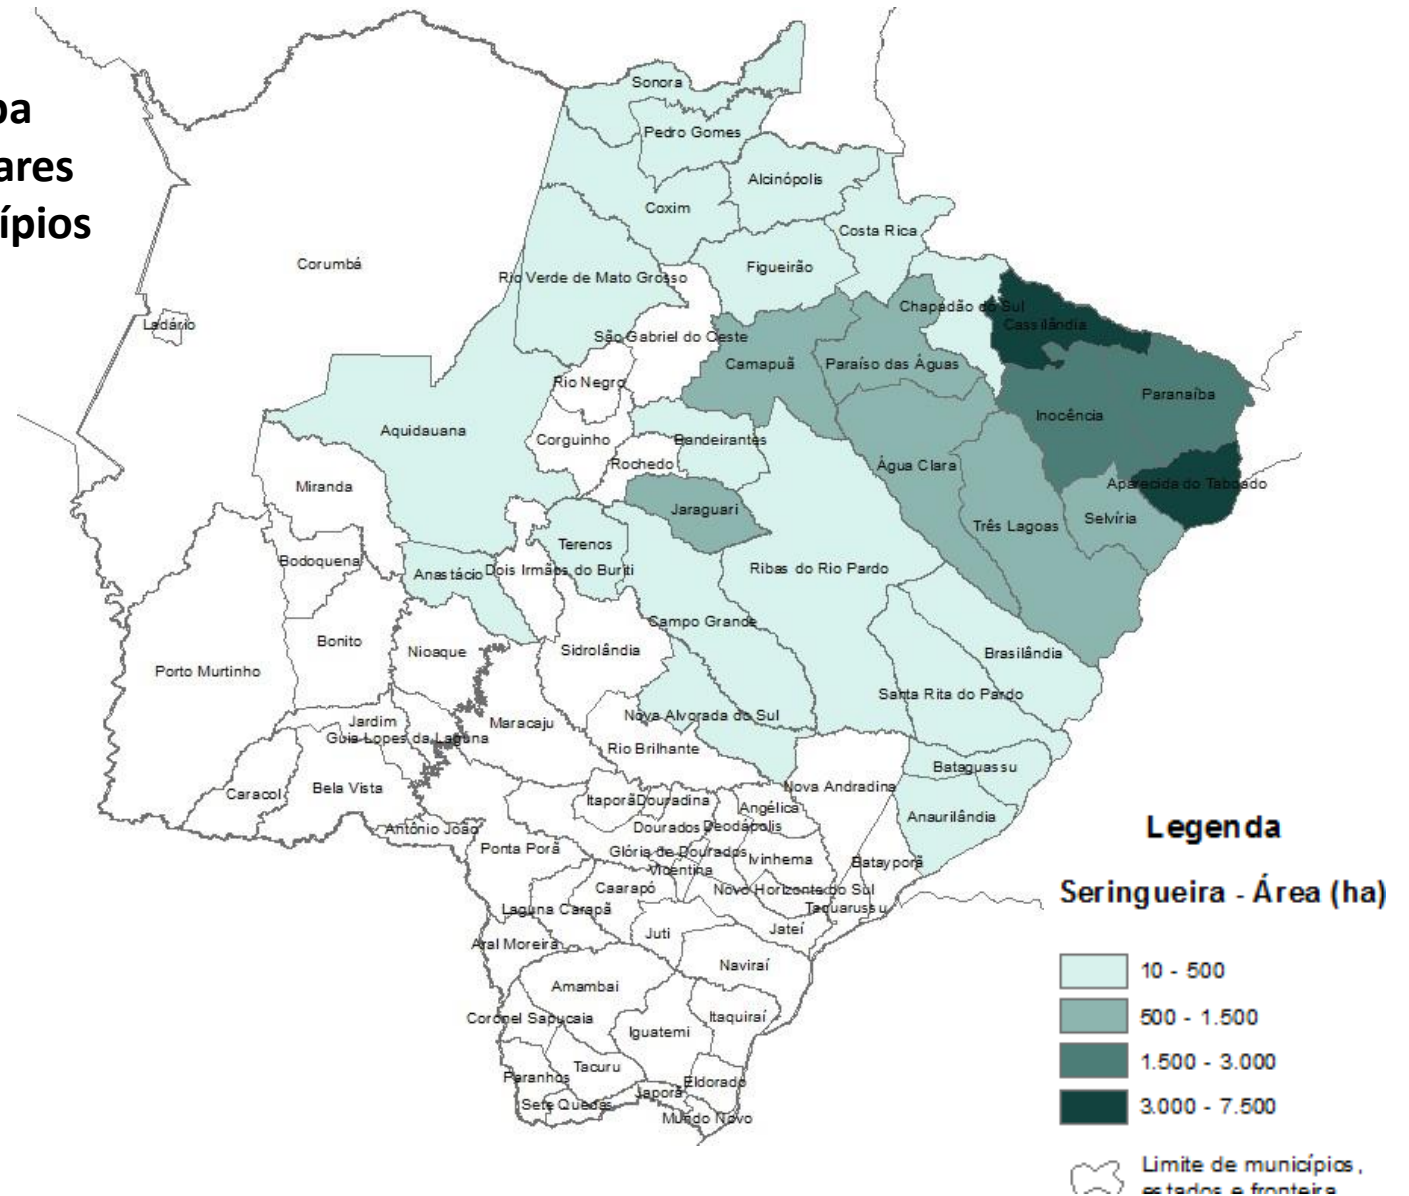 pa
ares
ípios
Sonora
Pedro Gomes
Alcinópolis
Coxim
Costa Rica
Corumbá
Figueirão
Rio Verde de Mato Grosso
Chapadão do Sul
Ladário
Cassilândia
São Gabriel do Oeste
Camapuã
Paraíso das Águas
Rio Negro
Paranaíba
Inocência
Aquidauana
Corguinho
Bandeirantes
Rochedo
Água Clara
Miranda
Aparecida do Taboado
Jaraguari
Selvíria
Três Lagoas
Terenos
Bodoquena
Anastácio
Dois Irmãos do Buriti
Ribas do Rio Pardo
Campo Grande
Bonito
Nioaque
Sidrolândia
Brasilândia
Porto Murtinho
Santa Rita do Pardo
Jardim
Maracaju
Nova Alvorada do Sul
Guia Lopes da Laguna
Rio Brilhante
Bataguassu
Caracol
Bela Vista
Nova Andradina
Itaporã
Douradina
Angélica
Anaurilândia
Antônio João
Dourados
Deodápolis
Legenda
Ponta Porã
Glória de Dourados
Ivinhema
Batayporã
Vicentina
Caarapó
Novo Horizonte do Sul
Seringueira - Área (ha)
Laguna Carapã
Taquarussu
Juti
Jateí
Aral Moreira
Naviraí
10 - 500
Amambai
Coronel Sapucaia
Itaquiraí
500 - 1.500
Iguatemi
Tacuru
1.500 - 3.000
Paranhos
Eldorado
Japorã
Sete Quedas
3.000 - 7.500
Mundo Novo
Limite de municípios,
estados e fronteira